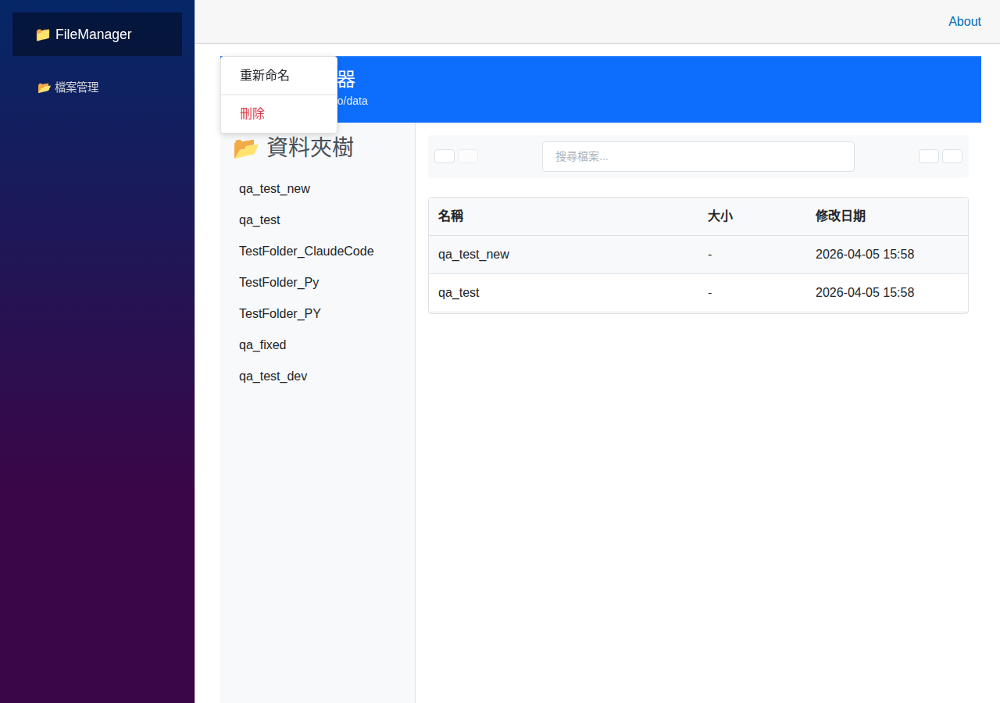 📁 FileManager
📂 檔案管理
About
重新命名
刪除
器
o/data
📂 資料夾樹
qa_test_new
qa_test
TestFolder_ClaudeCode
TestFolder_Py
TestFolder_PY
qa_fixed
qa_test_dev
搜尋檔案...
名稱 大小 修改日期
qa_test_new - 2026-04-05 15:58
qa_test - 2026-04-05 15:58